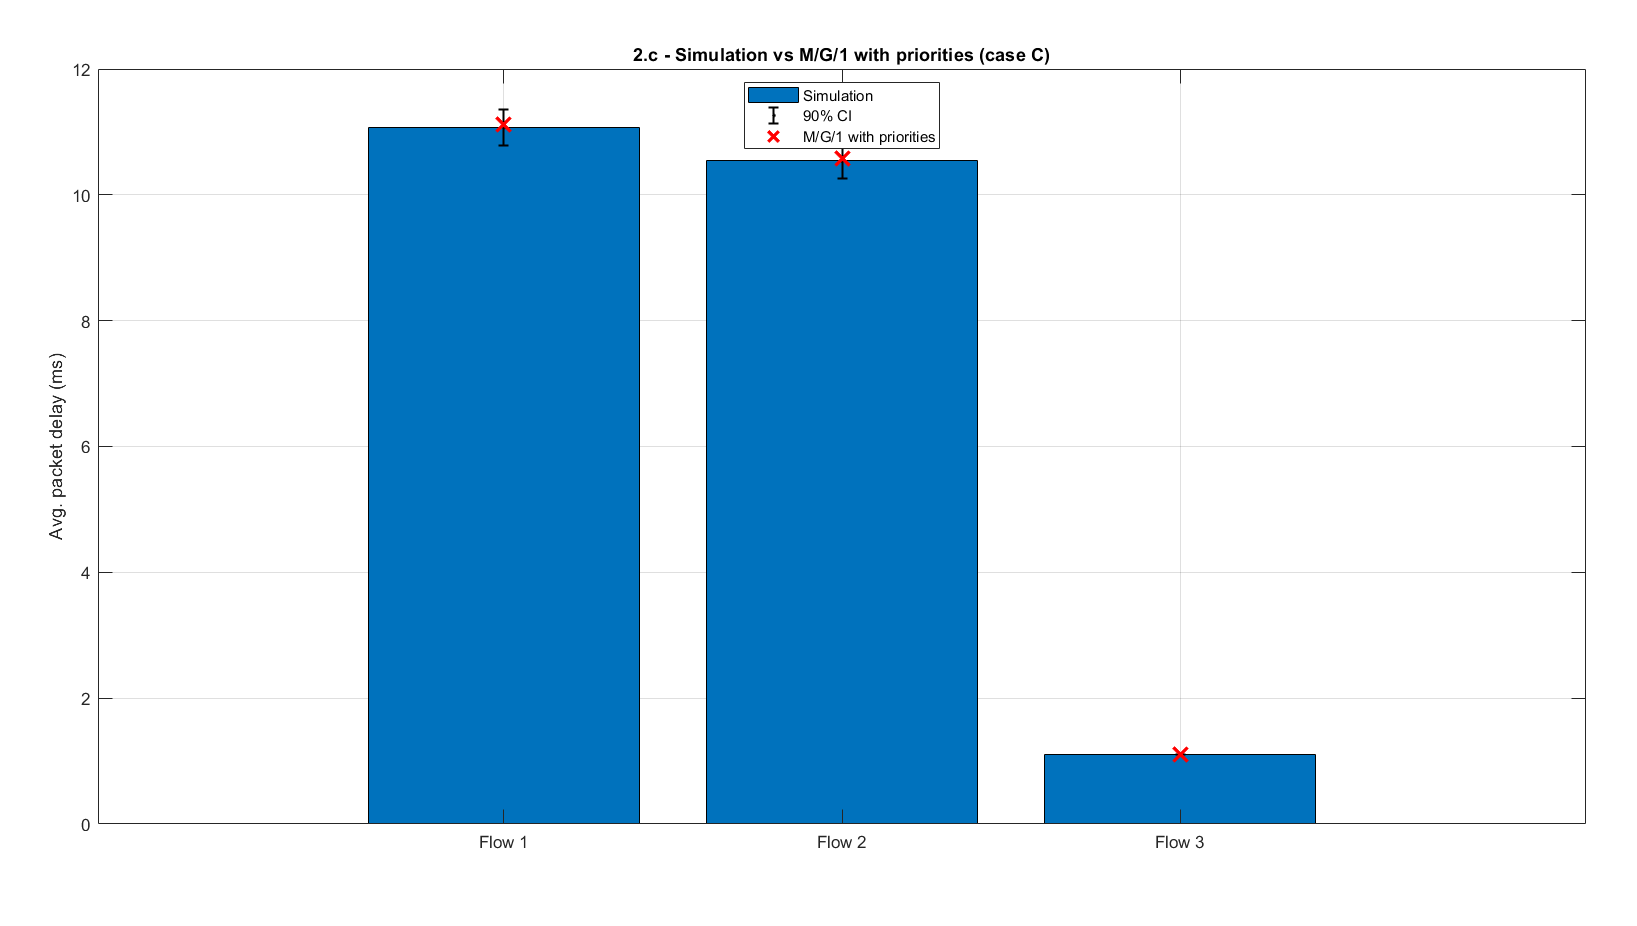 2.c - Simulation vs M/G/1 with priorities (case C)
12
10
8
6
4
2
0
Avg. packet delay (ms)
Simulation
90% CI
M/G/1 with priorities
Flow 1
Flow 2
Flow 3